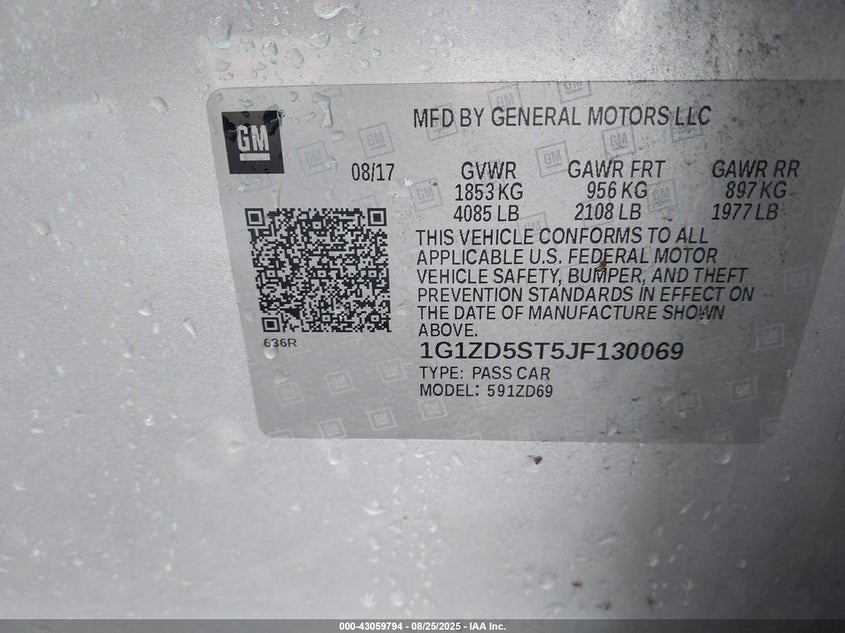 GM
MFD BY GENERAL MOTORS LLC
08/17 GVWR GAWR FRT GAWR RR
1853 KG 956 KG 897 KG
4085 LB 2108 LB 1977 LB
THIS VEHICLE CONFORMS TO ALL
APPLICABLE U.S. FEDERAL MOTOR
VEHICLE SAFETY, BUMPER, AND THEFT
PREVENTION STANDARDS IN EFFECT ON
THE DATE OF MANUFACTURE SHOWN
ABOVE.
636R
1G1ZD5ST5JF130069
TYPE: PASS CAR
MODEL: 591ZD69
000-43059794 - 08/25/2025 - IAA Inc.